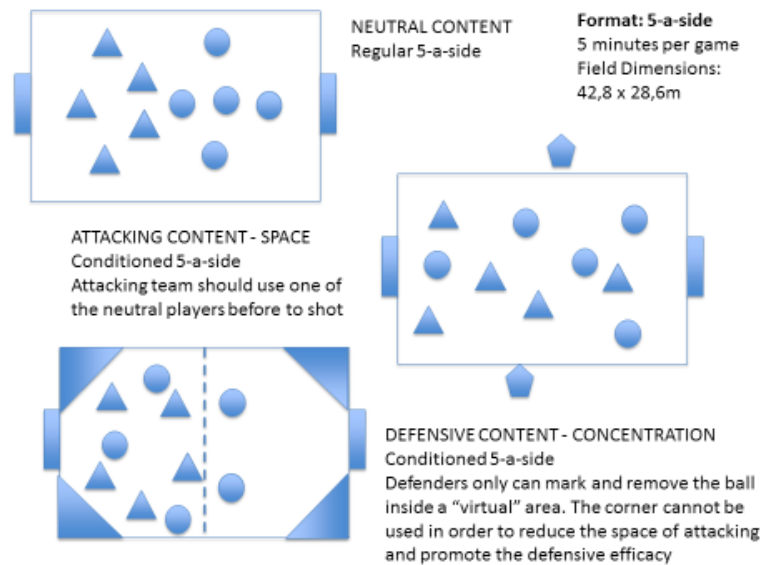 NEUTRAL CONTENT
Regular 5-a-side
Format: 5-a-side
5 minutes per game
Field Dimensions:
42,8 x 28,6m
ATTACKING CONTENT - SPACE
Conditioned 5-a-side
Attacking team should use one of
the neutral players before to shot
DEFENSIVE CONTENT - CONCENTRATION
Conditioned 5-a-side
Defenders only can mark and remove the ball
inside a “virtual” area. The corner cannot be
used in order to reduce the space of attacking
and promote the defensive efficacy